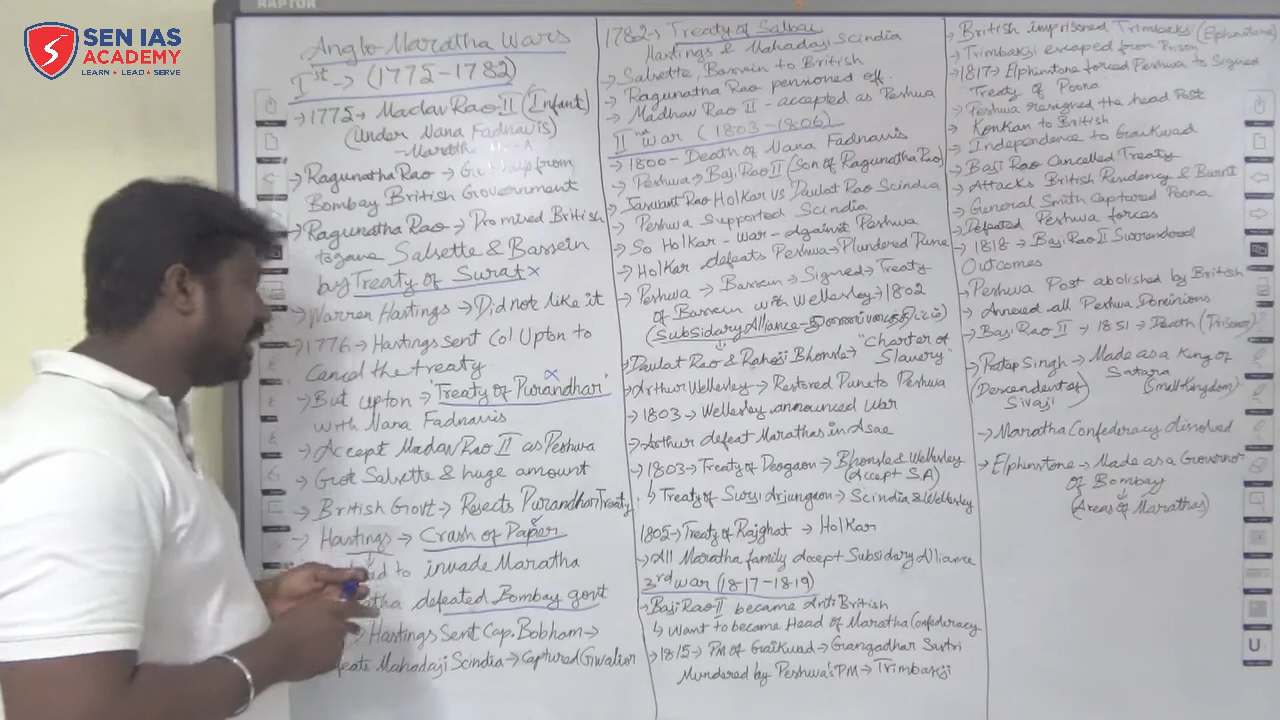 RAPTOR
SEN IAS
ACADEMY
LEARN ★ LEAD ★ SERVE
Anglo Maratha Wars
Ist → (1775-1782)
→ 1775 → Madav Rao II (Infant)
(Under Nana Fadnavis)
→ Ragunatha Rao → from
Bombay British Government
→ Ragunatha Rao → Promised British
Salsette & Bassein
by Treaty of Surat x
→ Warren Hastings → Did not like it
→ 1776 → Hastings sent Col Upton to
Cancel the treaty
x
→ But Upton → 'Treaty of Purandhar'
with Nana Fadnavis
→ Accept Madav Rao II as Peshwa
→ Got Salsette & huge amount
→ British Govt → Rejects Purandhar Treaty
→ Hastings → Crash of Paper
to invade Maratha
defeated Bombay govt
→ Hastings Sent Cap. Bobham →
Mahadaji Scindia → Captured Gwalior
1782 → Treaty of Salbai
Hastings & Mahadaji Scindia
→ Salsette, Bassein to British
→ Ragunatha Rao pensioned off
→ Madhav Rao II - accepted as Peshwa
IInd War (1803-1806)
→ 1800 - Death of Nana Fadnavis
→ Peshwa → Baji Rao II (Son of Ragunatha Rao)
→ Jaswant Rao Holkar Vs Daulat Rao Scindia
→ Peshwa Supported Scindia
→ So Holkar - war - against Peshwa
→ Holkar defeats Peshwa → Plundered Pune
→ Peshwa → Bassein → Signed → Treaty
of Bassein with Wellesley → 1802
(Subsidary Alliance - துணைப்படைத்திட்டம்)
→ Daulat Rao & Bhonsle → "Charter of
Slavery"
→ Arthur Wellesley → Restored Pune to Peshwa
→ 1803 → Wellesley announced war
→ Arthur defeat Marathas in Asae
→ 1803 → Treaty of Deogaon → Bhonsle & Wellesley
(Accept S.A)
↳ Treaty of Surji Arjungaon → Scindia & Wellesley
1805 → Treaty of Rajghat → Holkar
→ All Maratha family Accept Subsidary Alliance
3rd War (1817-1819)
→ Baji Rao II became Anti British
↳ Want to became Head of Maratha Confederacy
→ 1815 → PM of Graikwad → Grangadhar Sastri
Murdered by Peshwa's PM → Trimbakji
→ British imprisoned Trimbakji (Elphinstone)
→ Trimbakji escaped from Prison
→ 1817 → Elphinstone forced Peshwa to Signed
Treaty of Poona
→ Peshwa resigned the head Post
→ Konkan to British
→ Independence to Graikwad
→ Baji Rao Cancelled Treaty
→ Attacks British Residency & Burnt
→ General Smith Captured Poona
→ Defeated Peshwa forces
→ 1818 → Baji Rao II Surrendered
Outcomes
→ Peshwa Post abolished by British
→ Annexed all Peshwa Dominions
→ Baji Rao II → 1851 → Death (Prisoner)
→ Pratap Singh → Made as a King of
Satara
(Descendent of (Small Kingdom)
Sivaji)
→ Maratha Confederacy disolved
→ Elphinstone → Made as a Governor
of Bombay
↓
(Areas of Marathas)
U